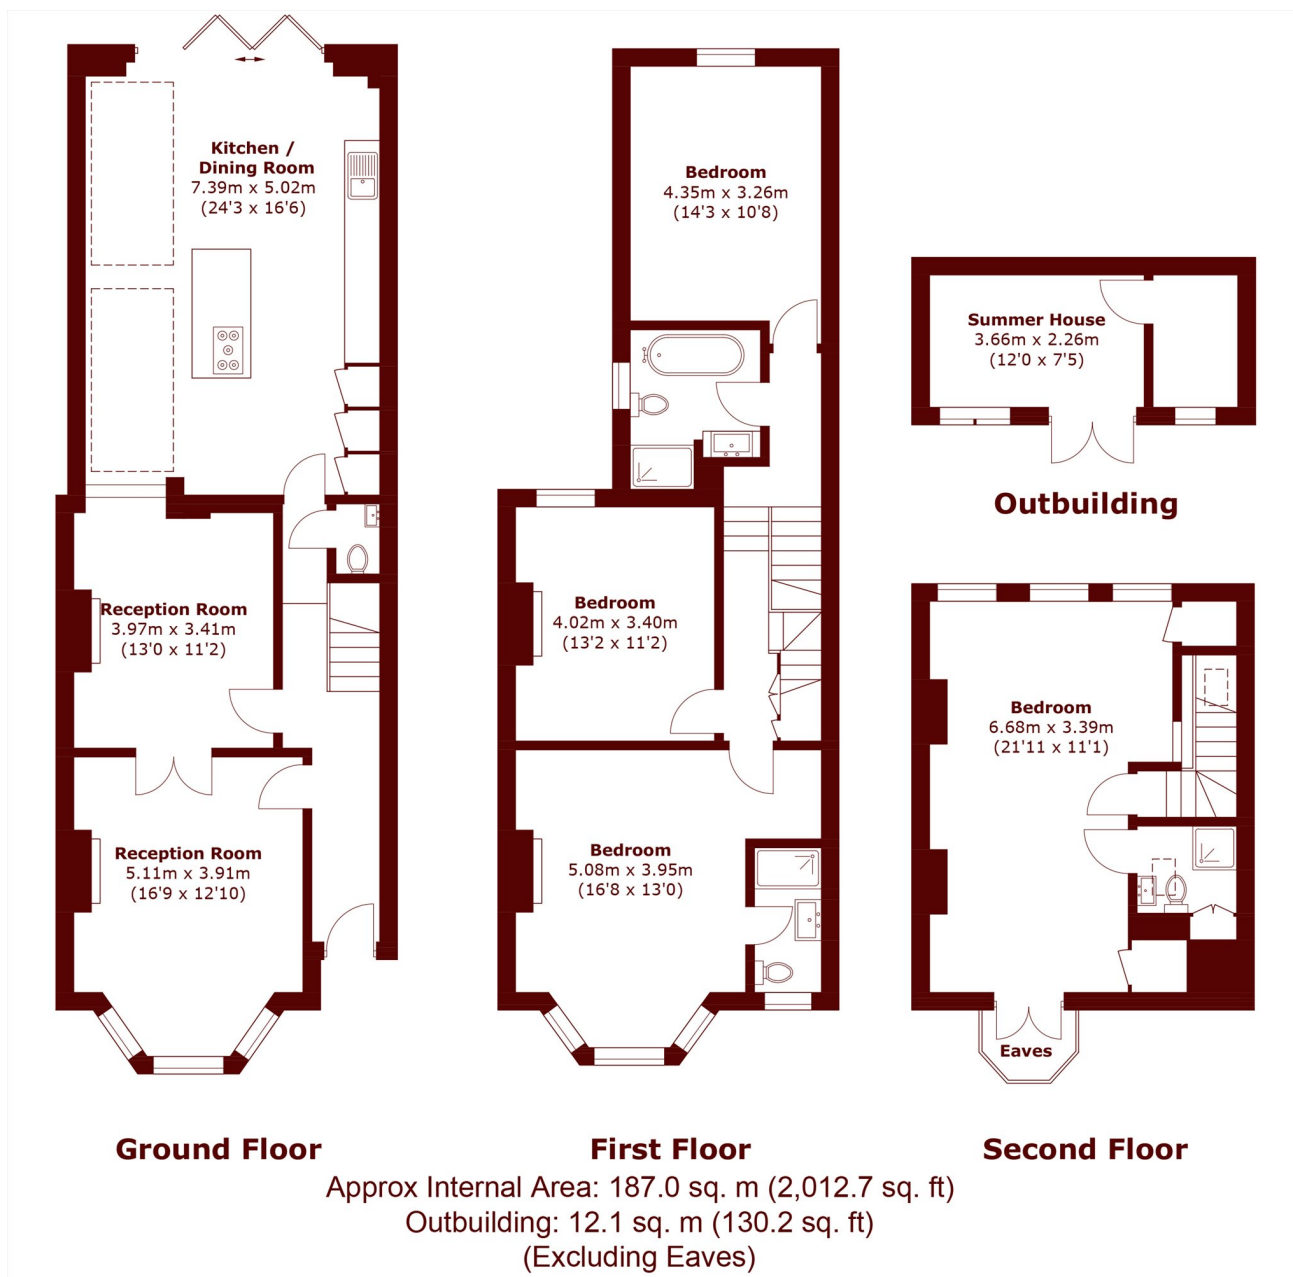 Kitchen /
Dining Room
7.39m x 5.02m
(24'3 x 16'6)
Reception Room
3.97m x 3.41m
(13'0 x 11'2)
Reception Room
5.11m x 3.91m
(16'9 x 12'10)
Ground Floor
Bedroom
4.35m x 3.26m
(14'3 x 10'8)
Bedroom
4.02m x 3.40m
(13'2 x 11'2)
Bedroom
5.08m x 3.95m
(16'8 x 13'0)
First Floor
Summer House
3.66m x 2.26m
(12'0 x 7'5)
Outbuilding
Bedroom
6.68m x 3.39m
(21'11 x 11'1)
Eaves
Second Floor
Approx Internal Area: 187.0 sq. m (2,012.7 sq. ft)
Outbuilding: 12.1 sq. m (130.2 sq. ft)
(Excluding Eaves)